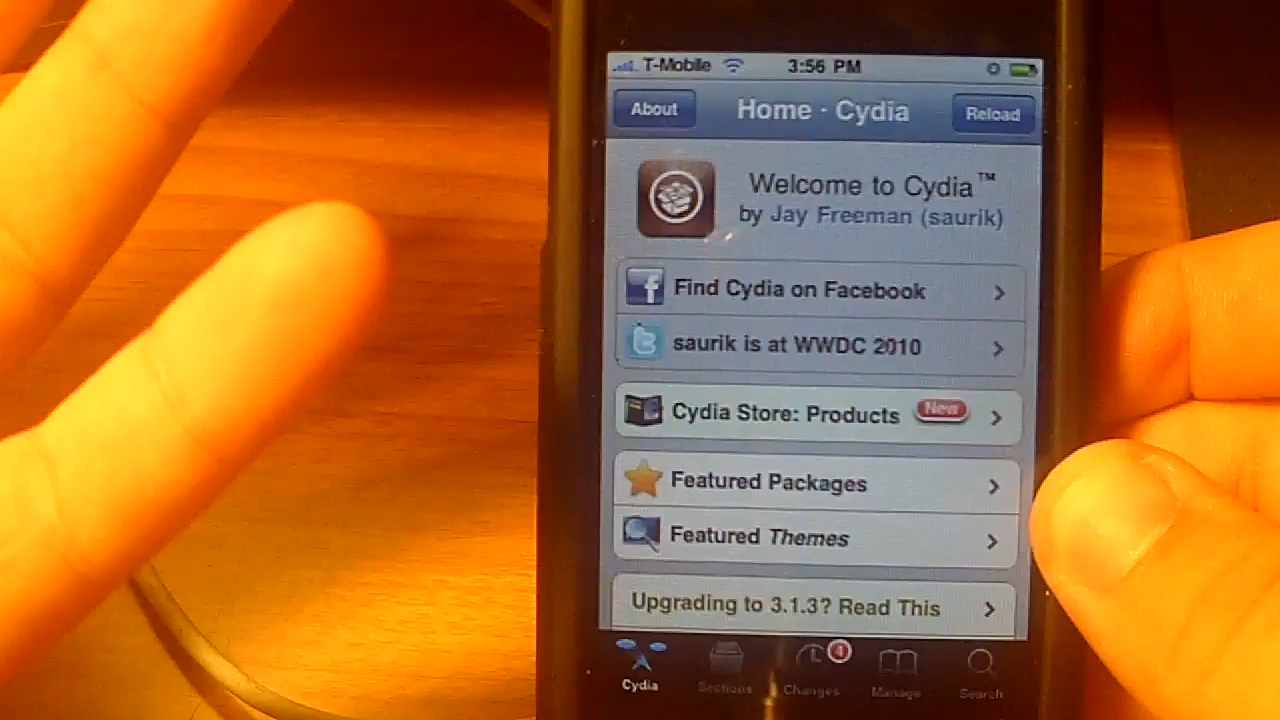 T-Mobile 3:56 PM
About Home · Cydia Reload
Welcome to Cydia™
by Jay Freeman (saurik)
Find Cydia on Facebook
saurik is at WWDC 2010
Cydia Store: Products New
Featured Packages
Featured Themes
Upgrading to 3.1.3? Read This
4
Cydia Sections Changes Manage Search